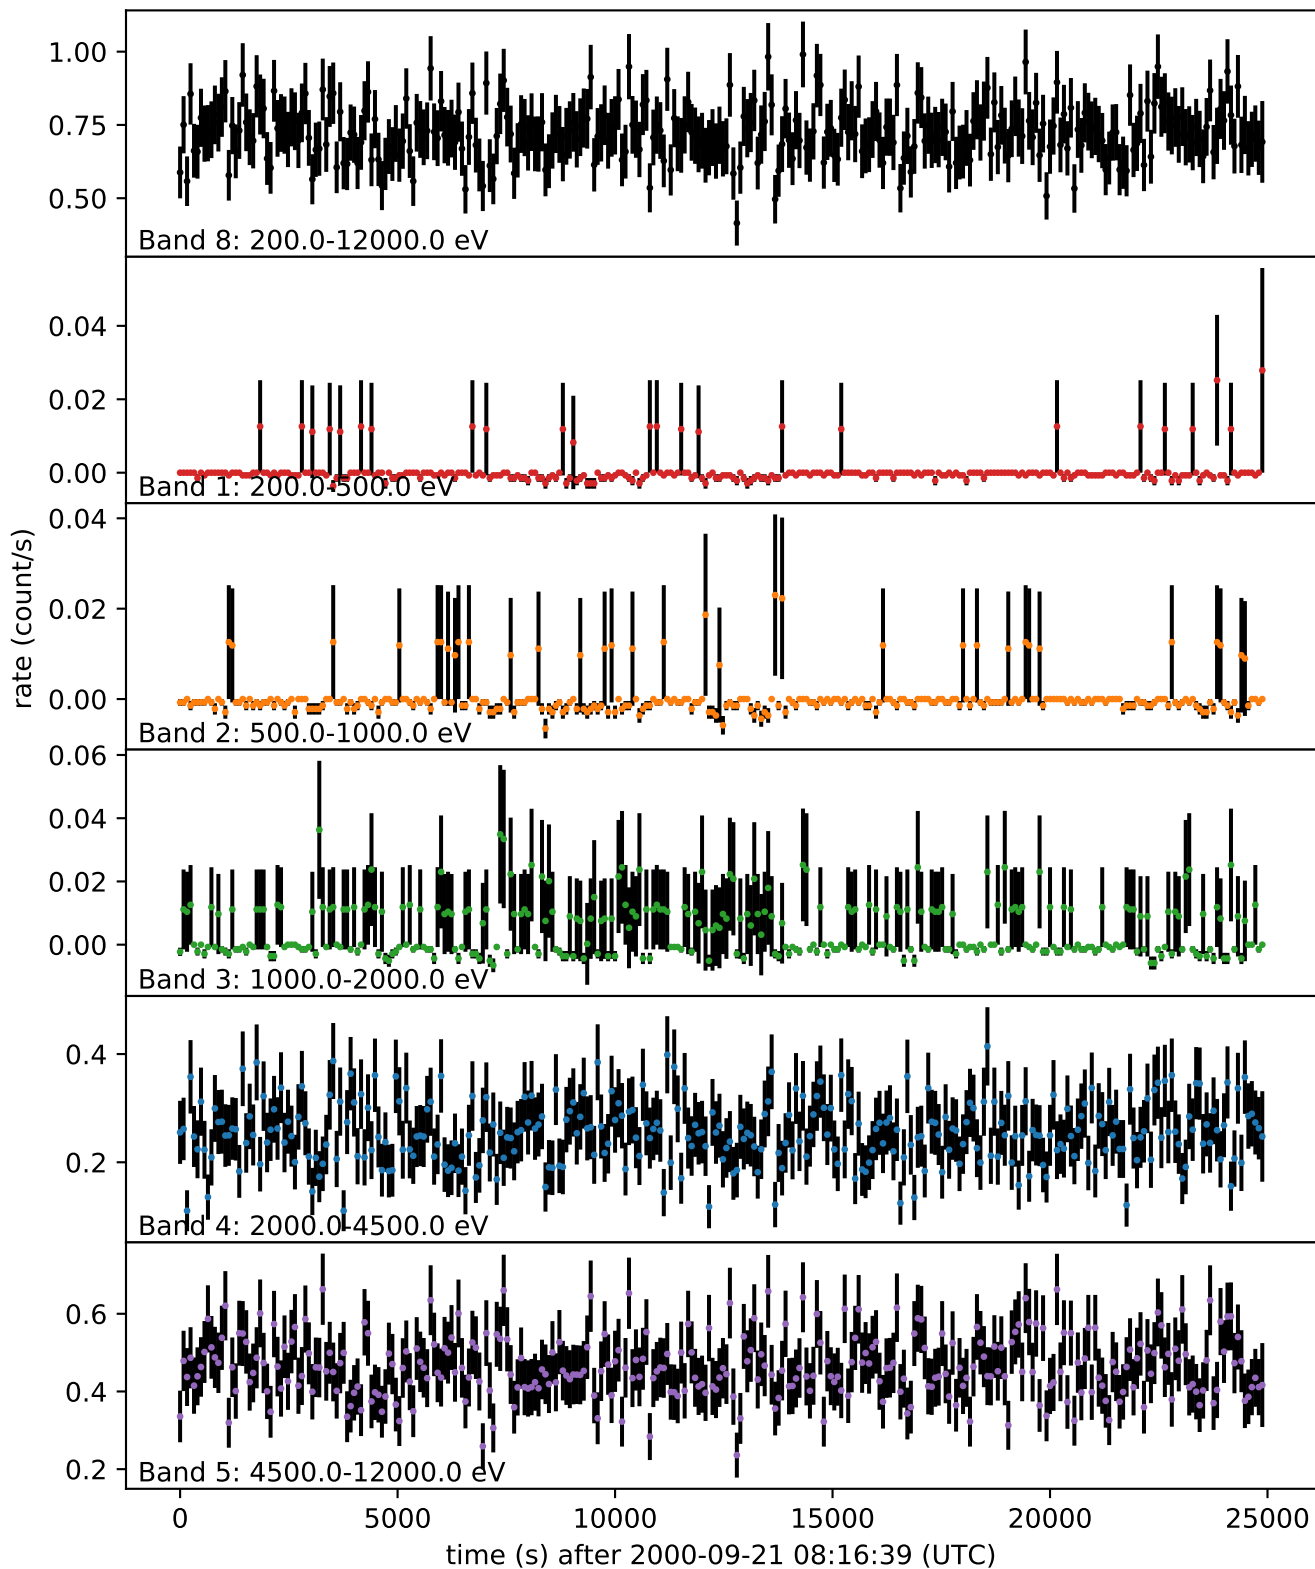 1.00
0.75
0.50
Band 8: 200.0-12000.0 eV
0.04
0.02
0.00
Band 1: 200.0-500.0 eV
0.04
0.02
0.00
Band 2: 500.0-1000.0 eV
0.06
0.04
0.02
0.00
Band 3: 1000.0-2000.0 eV
0.4
0.2
Band 4: 2000.0-4500.0 eV
0.6
0.4
0.2
Band 5: 4500.0-12000.0 eV
rate (count/s)
0 5000 10000 15000 20000 25000
time (s) after 2000-09-21 08:16:39 (UTC)